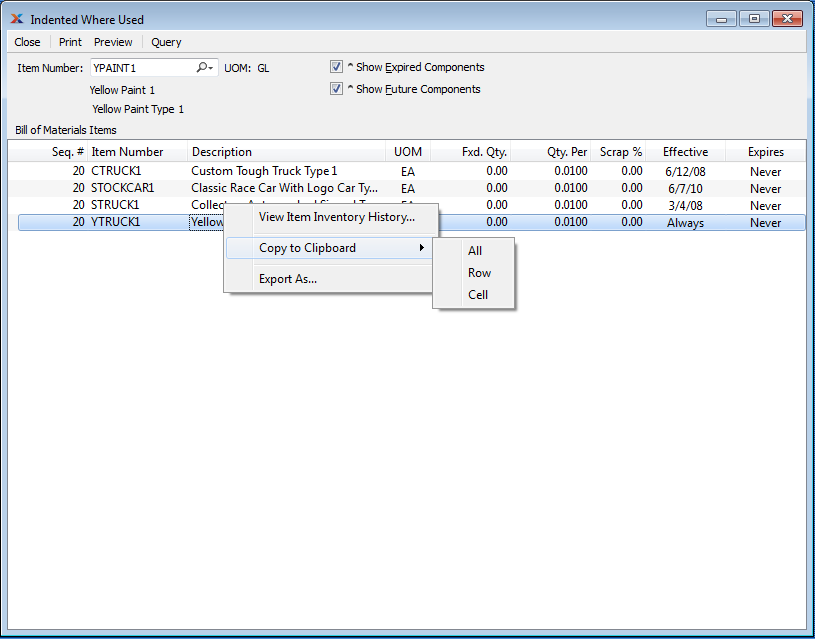 Indented Where Used
Close Print Preview Query
Item Number: YPAINT1 UOM: GL ^ Show Expired Components
Yellow Paint 1 ^ Show Future Components
Yellow Paint Type 1
Bill of Materials Items
Seq. # Item Number Description UOM Fxd. Qty. Qty. Per Scrap % Effective Expires
20 CTRUCK1 Custom Tough Truck Type 1 EA 0.00 0.0100 0.00 6/12/08 Never
20 STOCKCAR1 Classic Race Car With Logo Car Ty... EA 0.00 0.0100 0.00 6/7/10 Never
20 STRUCK1 0.00 0.0100 0.00 3/4/08 Never
20 YTRUCK1 Yellow 0.00 0.0100 0.00 Always Never
View Item Inventory History...
Copy to Clipboard
Export As...
All
Row
Cell